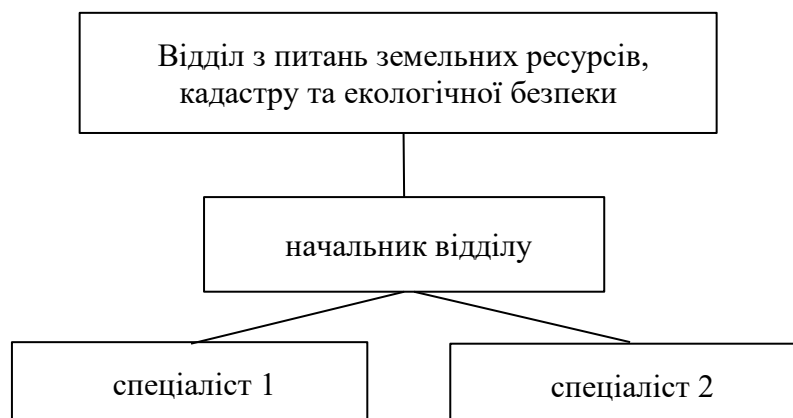 Відділ з питань земельних ресурсів,
кадастру та екологічної безпеки
начальник відділу
спеціаліст 1
спеціаліст 2